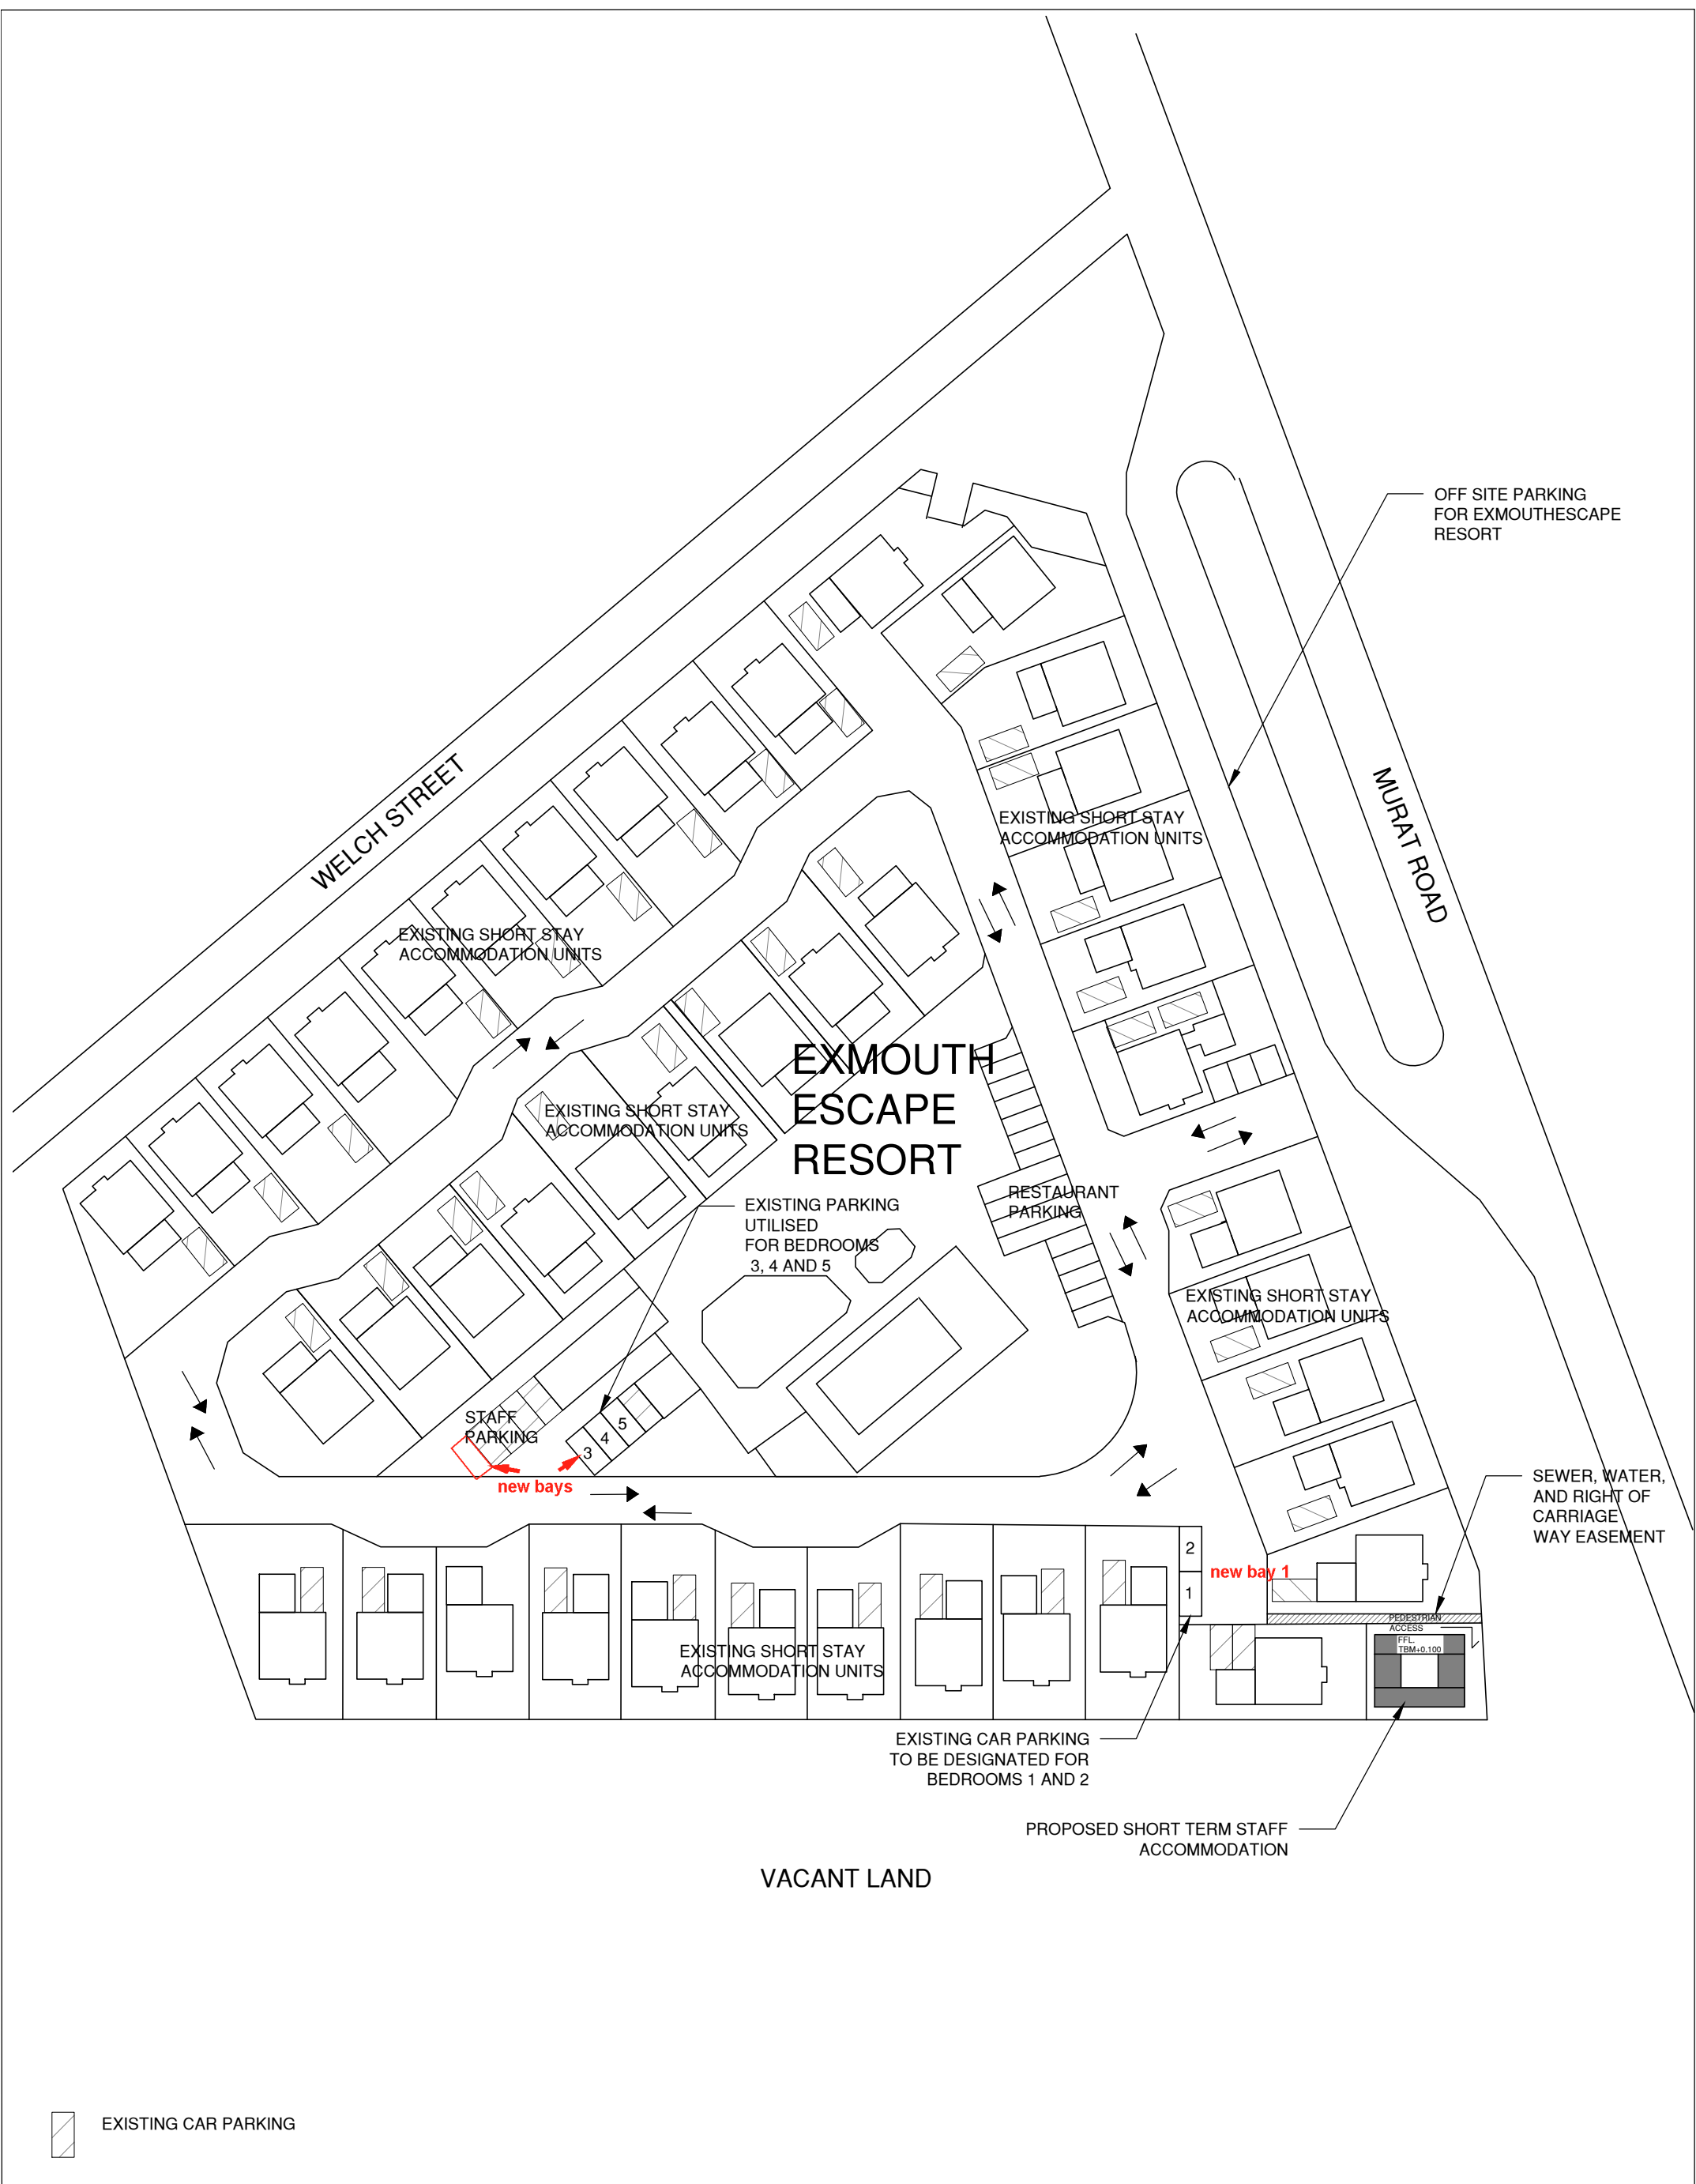 OFF SITE PARKING
FOR EXMOUTHESCAPE
RESORT
WELCH STREET
MURAT ROAD
EXISTING SHORT STAY
ACCOMMODATION UNITS
EXISTING SHORT STAY
ACCOMMODATION UNITS
EXMOUTH
ESCAPE
RESORT
EXISTING SHORT STAY
ACCOMMODATION UNITS
RESTAURANT
PARKING
EXISTING PARKING
UTILISED
FOR BEDROOMS
3, 4 AND 5
EXISTING SHORT STAY
ACCOMMODATION UNITS
STAFF
PARKING
5
4
3
new bays
SEWER, WATER,
AND RIGHT OF
CARRIAGE
WAY EASEMENT
2
1
new bay 1
PEDESTRIAN
ACCESS
FFL.
TBM+0.100
EXISTING SHORT STAY
ACCOMMODATION UNITS
EXISTING CAR PARKING
TO BE DESIGNATED FOR
BEDROOMS 1 AND 2
PROPOSED SHORT TERM STAFF
ACCOMMODATION
VACANT LAND
EXISTING CAR PARKING